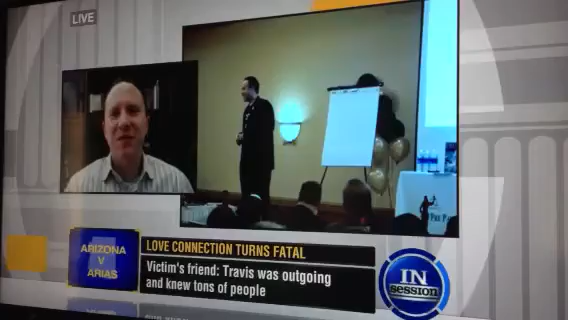 LIVE
ARIZONA
V
ARIAS
LOVE CONNECTION TURNS FATAL
Victim's friend: Travis was outgoing
and knew tons of people
IN
session